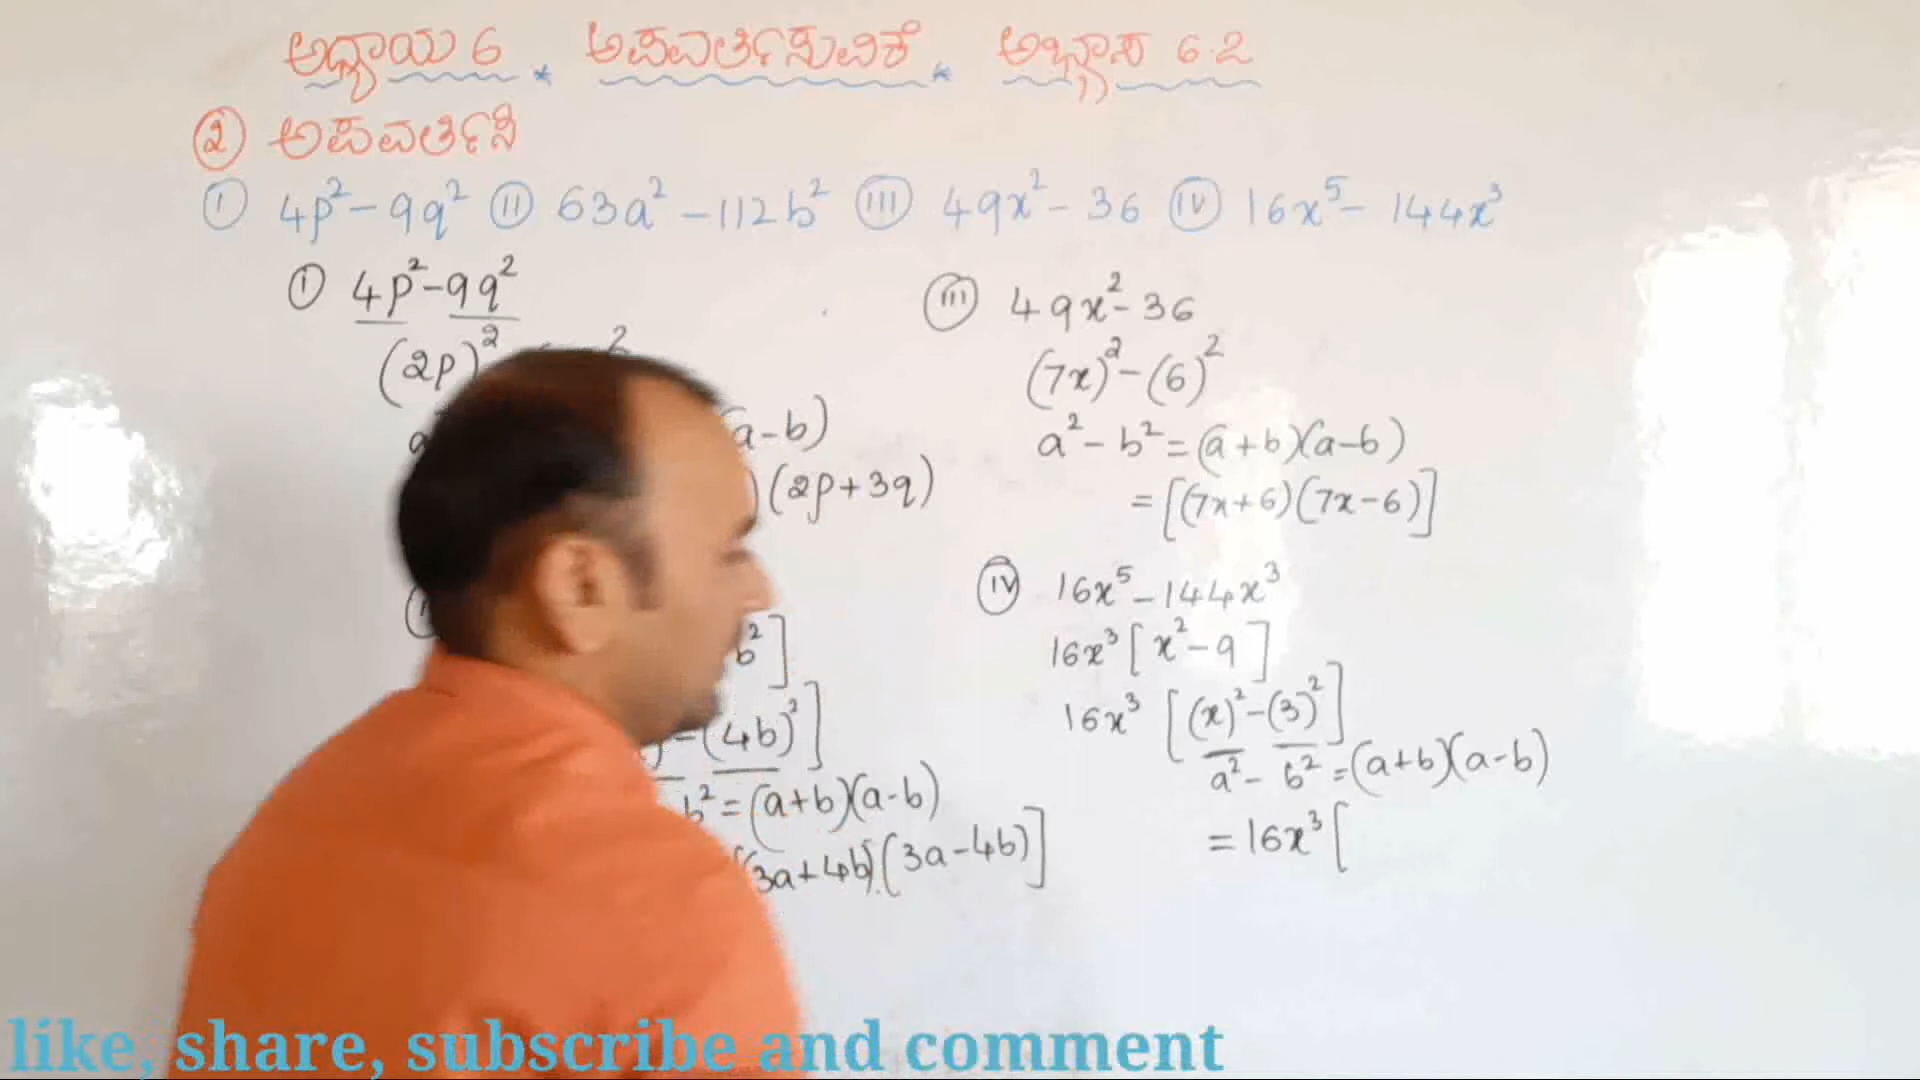 ಅಧ್ಯಾಯ 6 * ಅಪವರ್ತಿಸುವಿಕೆ * ಅಭ್ಯಾಸ 6.2
② ಅಪವರ್ತಿಸಿ
Ⓘ 4p² - 9q² Ⓘⓘ 63a² - 112b² ⒾⒾⒾ 49x² - 36 ⒾⓋ 16x⁵ - 144x³
Ⓘ 4p² - 9q²
(2p)² 2
a-b)
) (2p+3q)
b²]
(4b)²]
b² = (a+b)(a-b)
(3a+4b)(3a-4b)]
ⒾⒾⒾ 49x² - 36
(7x)² - (6)²
a² - b² = (a+b)(a-b)
= [(7x+6)(7x-6)]
ⒾⓋ 16x⁵ - 144x³
16x³ [x² - 9]
16x³ [(x)² - (3)²]
a² - b² = (a+b)(a-b)
= 16x³ [
like, share, subscribe and comment